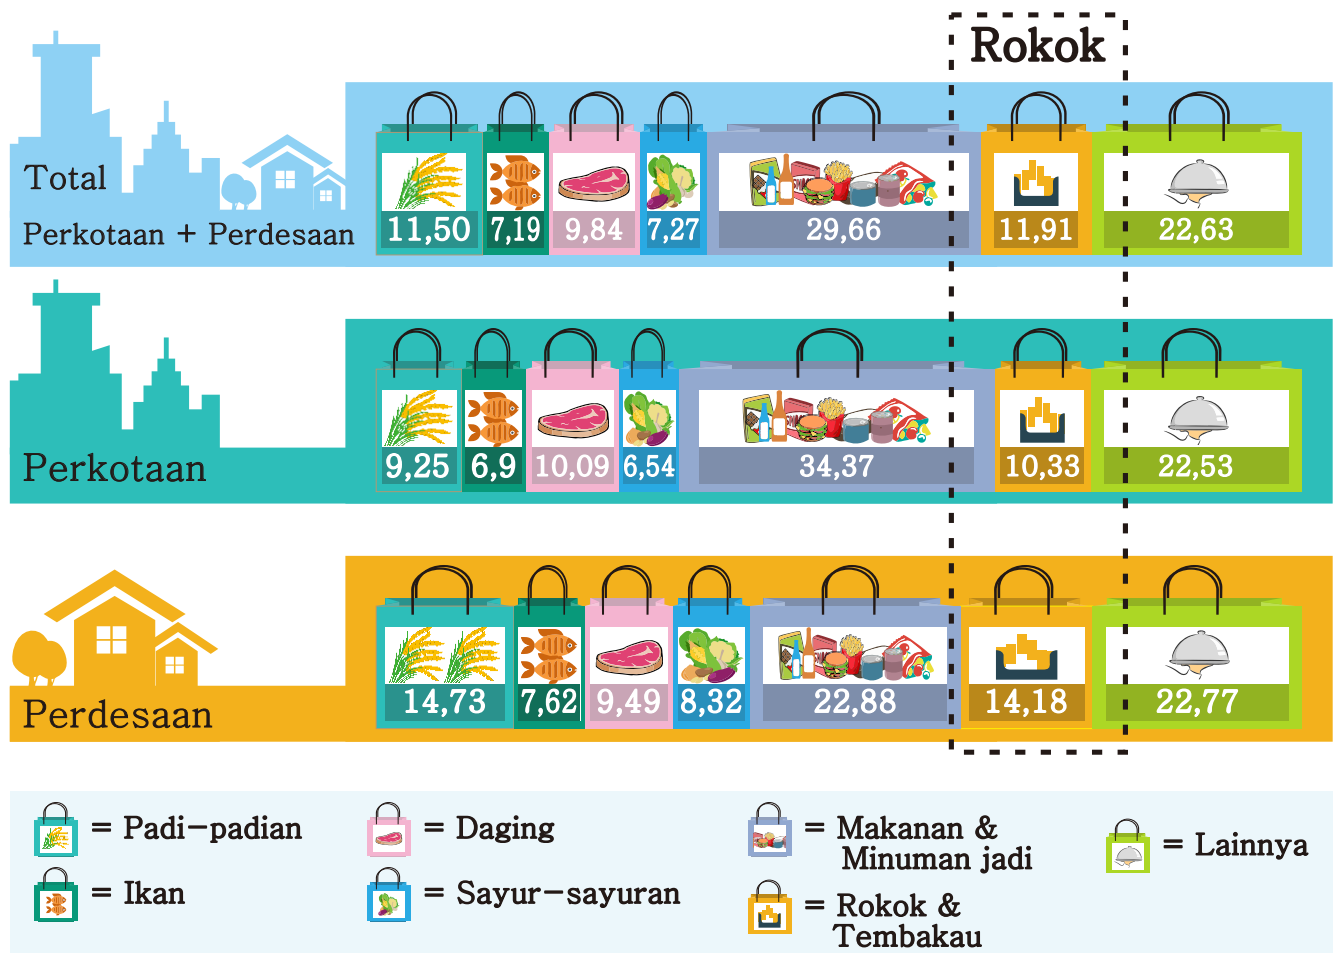 Rokok
Total
Perkotaan + Perdesaan
11,50 7,19 9,84 7,27 29,66 11,91 22,63
Perkotaan
9,25 6,9 10,09 6,54 34,37 10,33 22,53
Perdesaan
14,73 7,62 9,49 8,32 22,88 14,18 22,77
= Padi-padian
= Ikan
= Daging
= Sayur-sayuran
= Makanan &
Minuman jadi
= Rokok &
Tembakau
= Lainnya